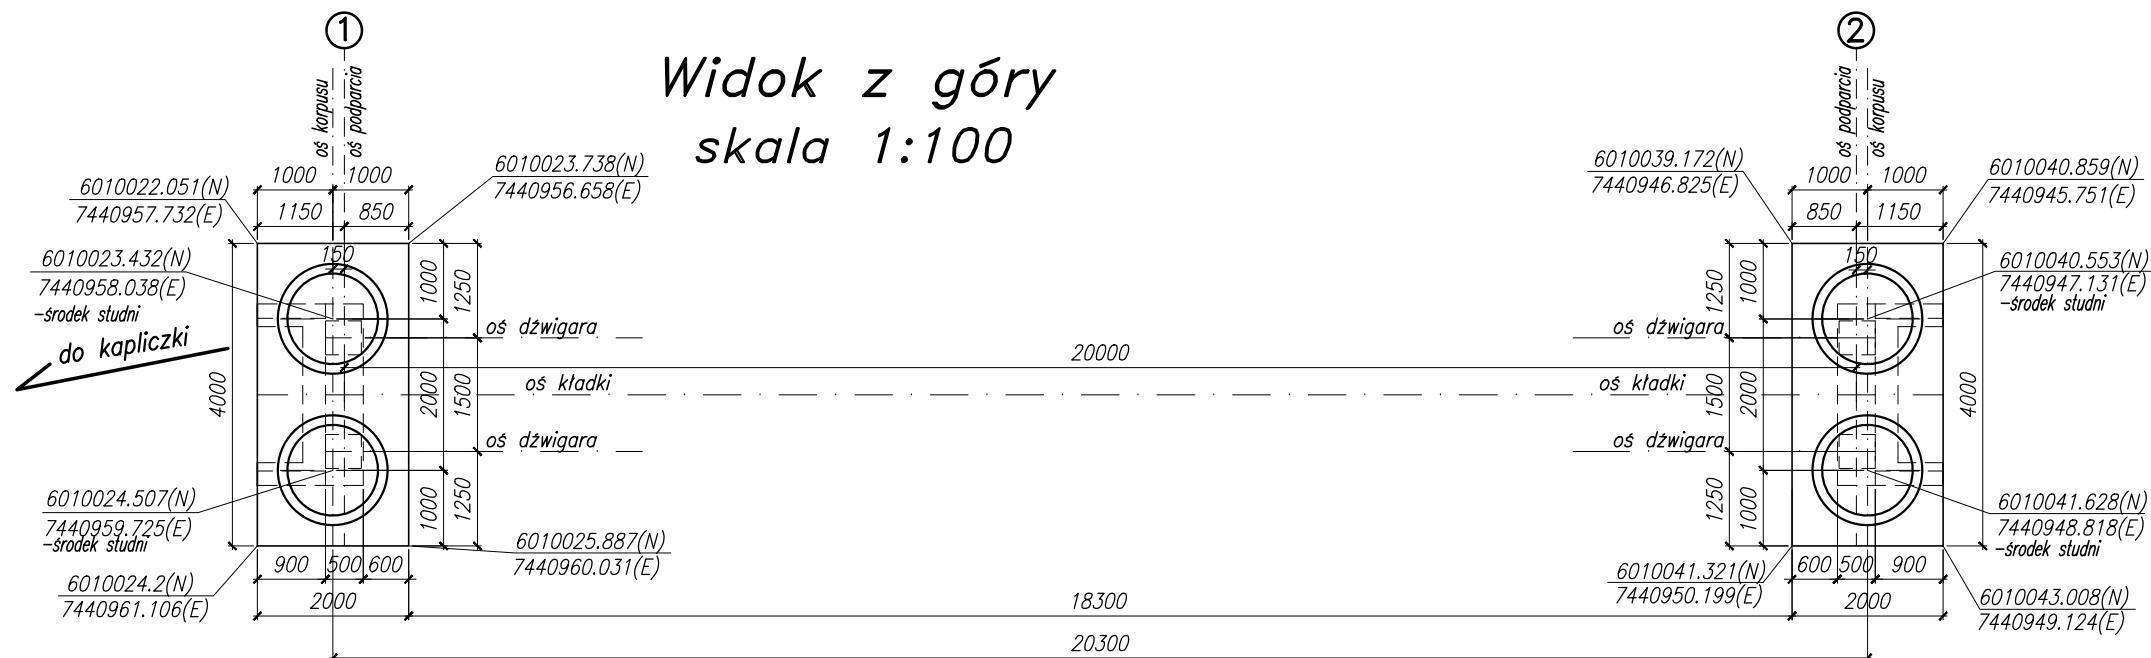 1
2
Widok z góry
skala 1:100
oś korpusu
oś podparcia
oś podparcia
oś korpusu
6010022.051(N)
7440957.732(E)
1000
1000
1150
850
6010023.738(N)
7440956.658(E)
6010039.172(N)
7440946.825(E)
1000
1000
850
1150
6010040.859(N)
7440945.751(E)
6010023.432(N)
7440958.038(E)
-środek studni
150
1000
1250
150
1250
1000
6010040.553(N)
7440947.131(E)
-środek studni
do kapliczki
oś dźwigara
oś dźwigara
20000
4000
2000
1500
oś kładki
oś kładki
1500
2000
4000
oś dźwigara
oś dźwigara
6010024.507(N)
7440959.725(E)
-środek studni
1000
1250
1250
1000
6010041.628(N)
7440948.818(E)
-środek studni
6010024.2(N)
7440961.106(E)
900
500
600
6010025.887(N)
7440960.031(E)
6010041.321(N)
7440950.199(E)
600
500
900
6010043.008(N)
7440949.124(E)
2000
18300
2000
20300